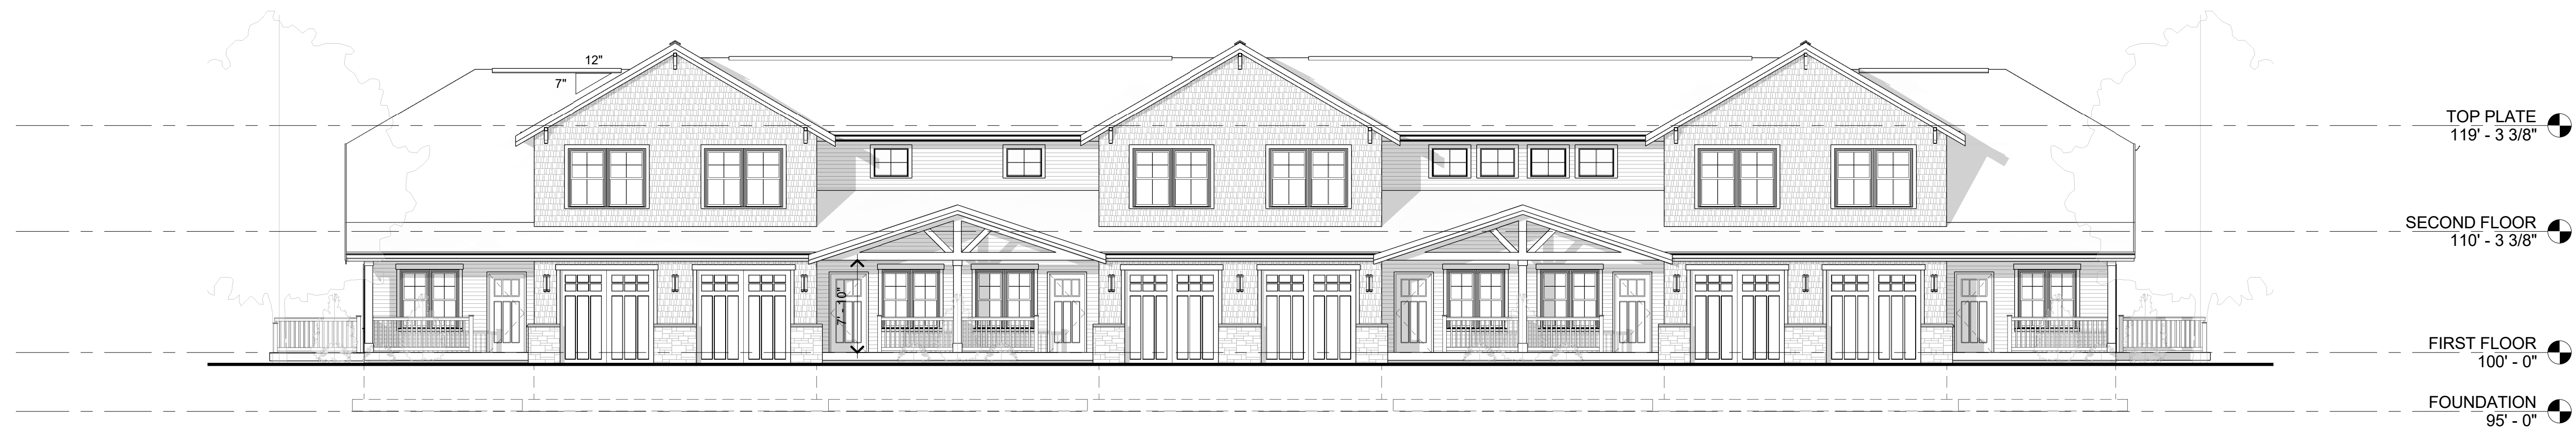 12"
7"
TOP PLATE
119' - 3 3/8"
SECOND FLOOR
110' - 3 3/8"
7' - 10"
FIRST FLOOR
100' - 0"
FOUNDATION
95' - 0"